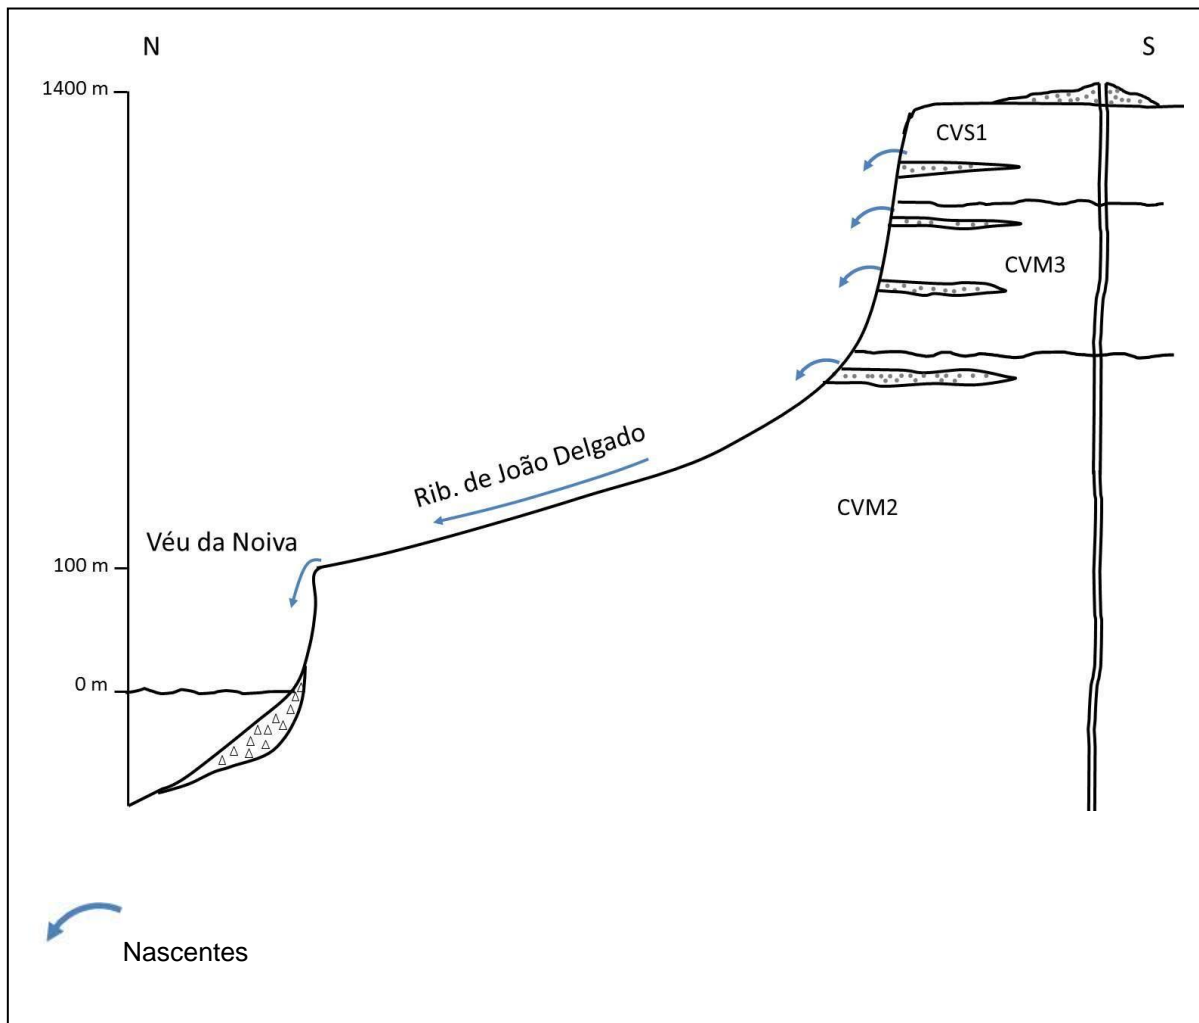 N
S
1400 m
CVS1
CVM3
Rib. de João Delgado
CVM2
Véu da Noiva
100 m
0 m
Nascentes